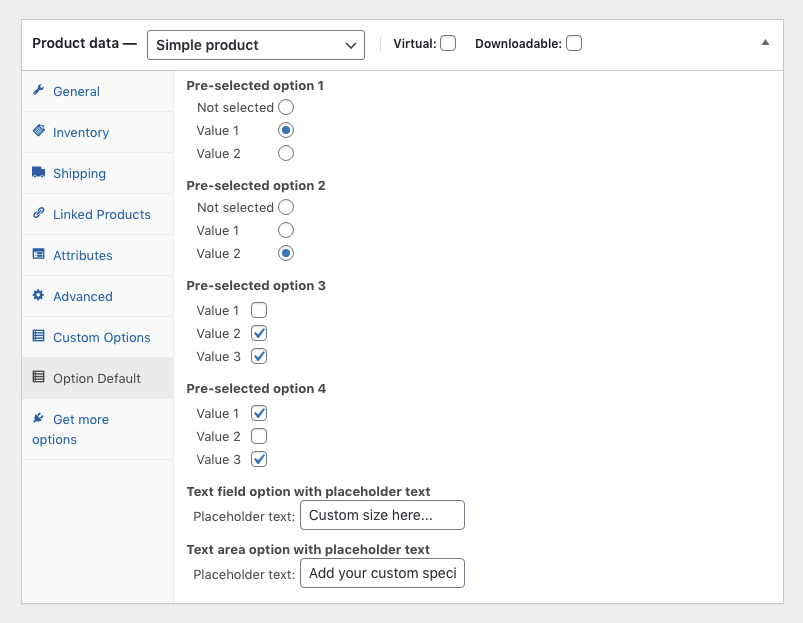 Product data — Simple product Virtual: Downloadable:
General
Inventory
Shipping
Linked Products
Attributes
Advanced
Custom Options
Option Default
Get more
options
Pre-selected option 1
Not selected
Value 1
Value 2
Pre-selected option 2
Not selected
Value 1
Value 2
Pre-selected option 3
Value 1
Value 2
Value 3
Pre-selected option 4
Value 1
Value 2
Value 3
Text field option with placeholder text
Placeholder text: Custom size here...
Text area option with placeholder text
Placeholder text: Add your custom speci